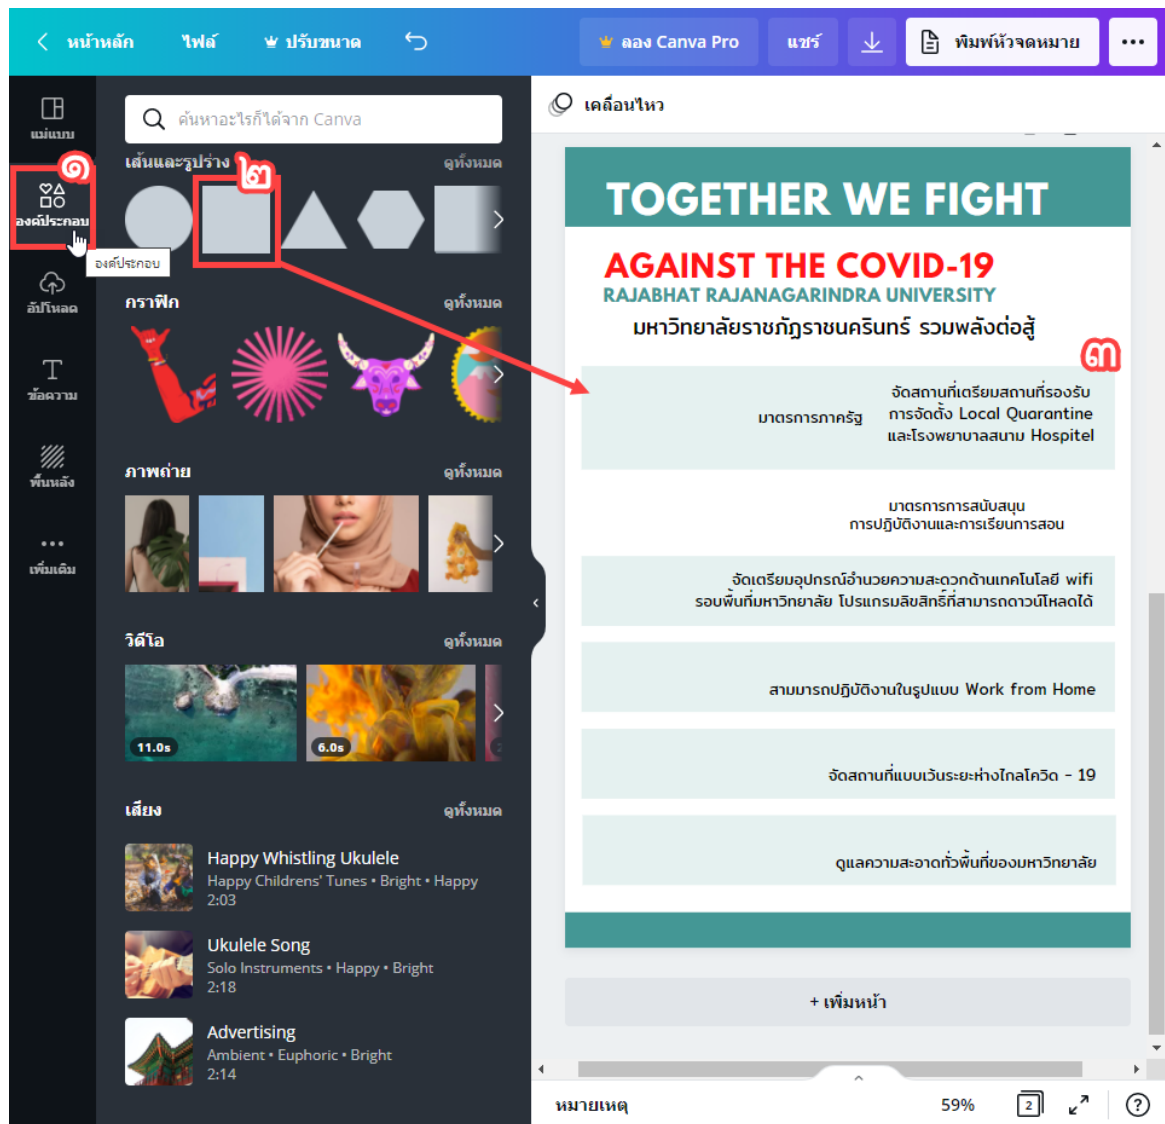 หน้าหลัก
ไฟล์
ปรับขนาด
ลอง Canva Pro
แชร์
พิมพ์หัวจดหมาย
แม่แบบ
๑
องค์ประกอบ
องค์ประกอบ
อัปโหลด
ข้อความ
พื้นหลัง
เพิ่มเติม
ค้นหาอะไรก็ได้จาก Canva
เส้นและรูปร่าง
๒
ดูทั้งหมด
กราฟิก
ดูทั้งหมด
ภาพถ่าย
ดูทั้งหมด
วิดีโอ
ดูทั้งหมด
11.0s
6.0s
เสียง
ดูทั้งหมด
Happy Whistling Ukulele
Happy Childrens' Tunes • Bright • Happy
2:03
Ukulele Song
Solo Instruments • Happy • Bright
2:18
Advertising
Ambient • Euphoric • Bright
2:14
เคลื่อนไหว
TOGETHER WE FIGHT
AGAINST THE COVID-19
RAJABHAT RAJANAGARINDRA UNIVERSITY
มหาวิทยาลัยราชภัฏราชนครินทร์ รวมพลังต่อสู้
๓
มาตรการภาครัฐ
จัดสถานที่เตรียมสถานที่รองรับ
การจัดตั้ง Local Quarantine
และโรงพยาบาลสนาม Hospitel
มาตรการการสนับสนุน
การปฏิบัติงานและการเรียนการสอน
จัดเตรียมอุปกรณ์อำนวยความสะดวกด้านเทคโนโลยี wifi
รอบพื้นที่มหาวิทยาลัย โปรแกรมลิขสิทธิ์ที่สามารถดาวน์โหลดได้
สามมารถปฏิบัติงานในรูปแบบ Work from Home
จัดสถานที่แบบเว้นระยะห่างไกลโควิด - 19
ดูแลความสะอาดทั่วพื้นที่ของมหาวิทยาลัย
+ เพิ่มหน้า
หมายเหตุ
59%
2
?